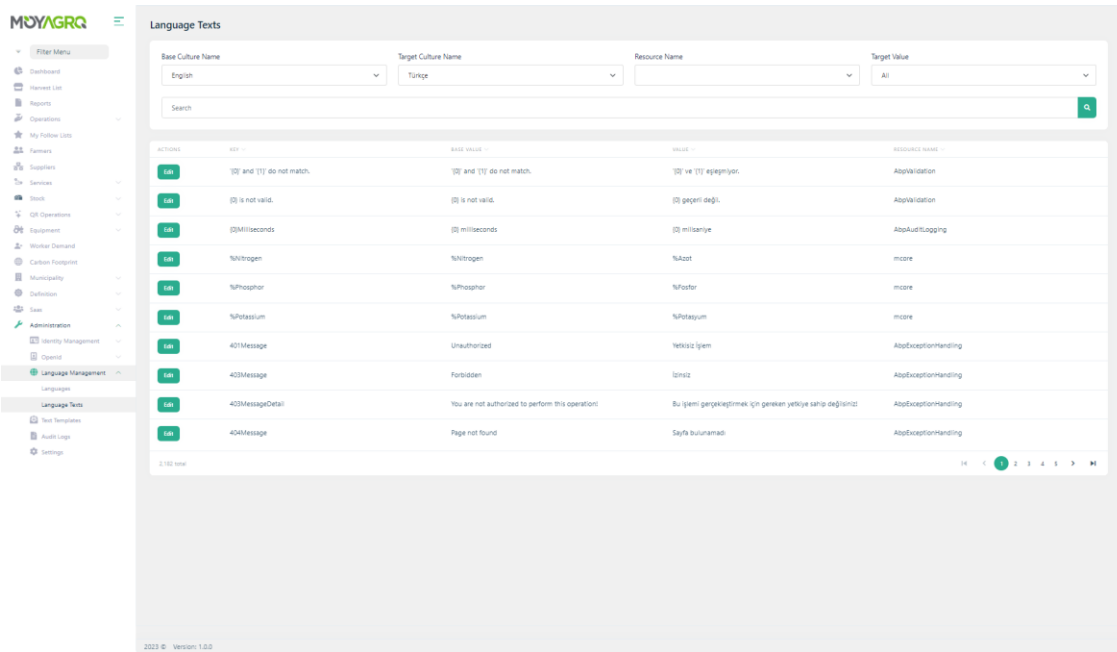 MOYAGRO
Filter Menu
Dashboard
Harvest List
Reports
Operations
My Follow Lists
Farmers
Suppliers
Services
Stock
QR Operations
Equipment
Worker Demand
Carbon Footprint
Municipality
Definition
Saas
Administration
Identity Management
OpenId
Language Management
Languages
Language Texts
Text Templates
Audit Logs
Settings
Language Texts
Base Culture Name Target Culture Name Resource Name Target Value
English Türkçe All
Search
ACTIONS KEY BASE VALUE VALUE RESOURCE NAME
Edit '{0}' and '{1}' do not match. '{0}' and '{1}' do not match. '{0}' ve '{1}' eşleşmiyor. AbpValidation
Edit {0} is not valid. {0} is not valid. {0} geçerli değil. AbpValidation
Edit {0}Milliseconds {0} milliseconds {0} milisaniye AbpAuditLogging
Edit %Nitrogen %Nitrogen %Azot mcore
Edit %Phosphor %Phosphor %Fosfor mcore
Edit %Potassium %Potassium %Potasyum mcore
Edit 401Message Unauthorized Yetkisiz İşlem AbpExceptionHandling
Edit 403Message Forbidden İzinsiz AbpExceptionHandling
Edit 403MessageDetail You are not authorized to perform this operation! Bu işlemi gerçekleştirmek için gereken yetkiye sahip değilsiniz! AbpExceptionHandling
Edit 404Message Page not found Sayfa bulunamadı AbpExceptionHandling
2.182 total 1 2 3 4 5
2023 © Version: 1.0.0